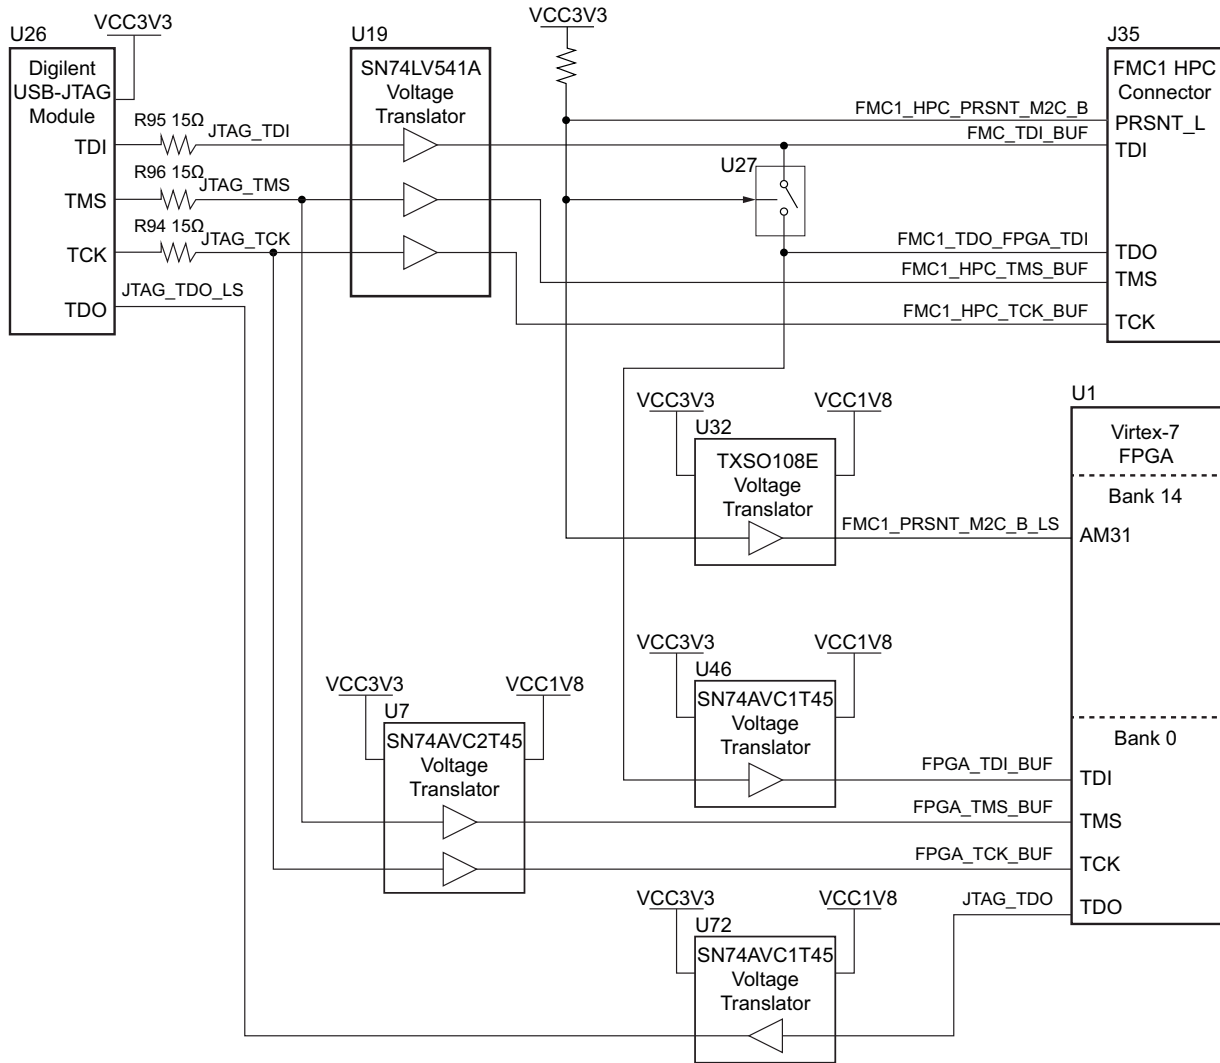 U26
VCC3V3
Digilent
USB-JTAG
Module
TDI
TMS
TCK
TDO
R95 15Ω
JTAG_TDI
R96 15Ω
JTAG_TMS
R94 15Ω
JTAG_TCK
JTAG_TDO_LS
U19
SN74LV541A
Voltage
Translator
VCC3V3
U27
J35
FMC1 HPC
Connector
PRSNT_L
TDI
TDO
TMS
TCK
FMC1_HPC_PRSNT_M2C_B
FMC_TDI_BUF
FMC1_TDO_FPGA_TDI
FMC1_HPC_TMS_BUF
FMC1_HPC_TCK_BUF
VCC3V3
VCC1V8
U32
TXSO108E
Voltage
Translator
FMC1_PRSNT_M2C_B_LS
U1
Virtex-7
FPGA
Bank 14
AM31
Bank 0
TDI
TMS
TCK
TDO
VCC3V3
VCC1V8
U46
SN74AVC1T45
Voltage
Translator
FPGA_TDI_BUF
VCC3V3
VCC1V8
U7
SN74AVC2T45
Voltage
Translator
FPGA_TMS_BUF
FPGA_TCK_BUF
VCC3V3
VCC1V8
U72
SN74AVC1T45
Voltage
Translator
JTAG_TDO